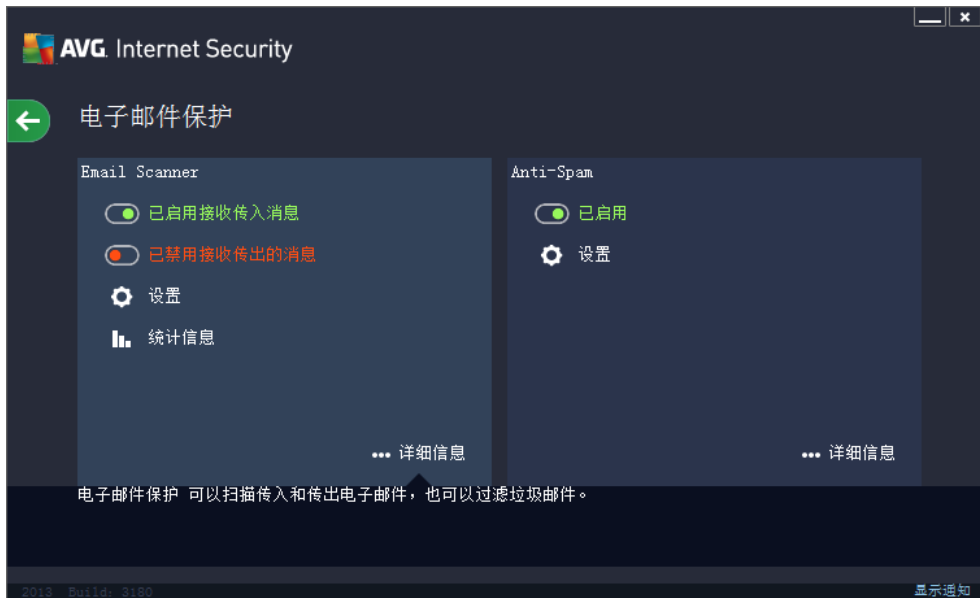 AVG. Internet Security
电子邮件保护
Email Scanner
已启用接收传入消息
已禁用接收传出的消息
设置
统计信息
详细信息
Anti-Spam
已启用
设置
详细信息
电子邮件保护 可以扫描传入和传出电子邮件，也可以过滤垃圾邮件。
2013 Build: 3180
显示通知